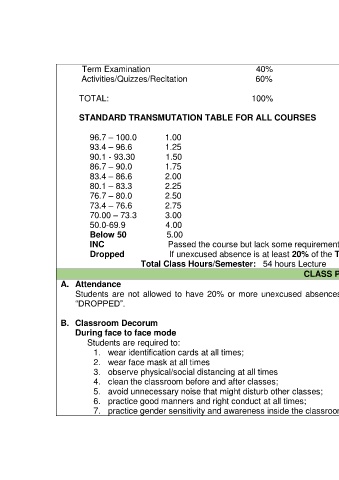 Term Examination 40%
Activities/Quizzes/Recitation 60%
TOTAL: 100%
STANDARD TRANSMUTATION TABLE FOR ALL COURSES
96.7 – 100.0 1.00
93.4 – 96.6 1.25
90.1 - 93.30 1.50
86.7 – 90.0 1.75
83.4 – 86.6 2.00
80.1 – 83.3 2.25
76.7 – 80.0 2.50
73.4 – 76.6 2.75
70.00 – 73.3 3.00
50.0-69.9 4.00
Below 50 5.00
INC Passed the course but lack some requirement
Dropped If unexcused absence is at least 20% of the T
Total Class Hours/Semester: 54 hours Lecture
CLASS P
A. Attendance
Students are not allowed to have 20% or more unexcused absences
"DROPPED".
B. Classroom Decorum
During face to face mode
Students are required to:
1. wear identification cards at all times;
2. wear face mask at all times
3. observe physical/social distancing at all times
4. clean the classroom before and after classes;
5. avoid unnecessary noise that might disturb other classes;
6. practice good manners and right conduct at all times;
7. practice gender sensitivity and awareness inside the classroo